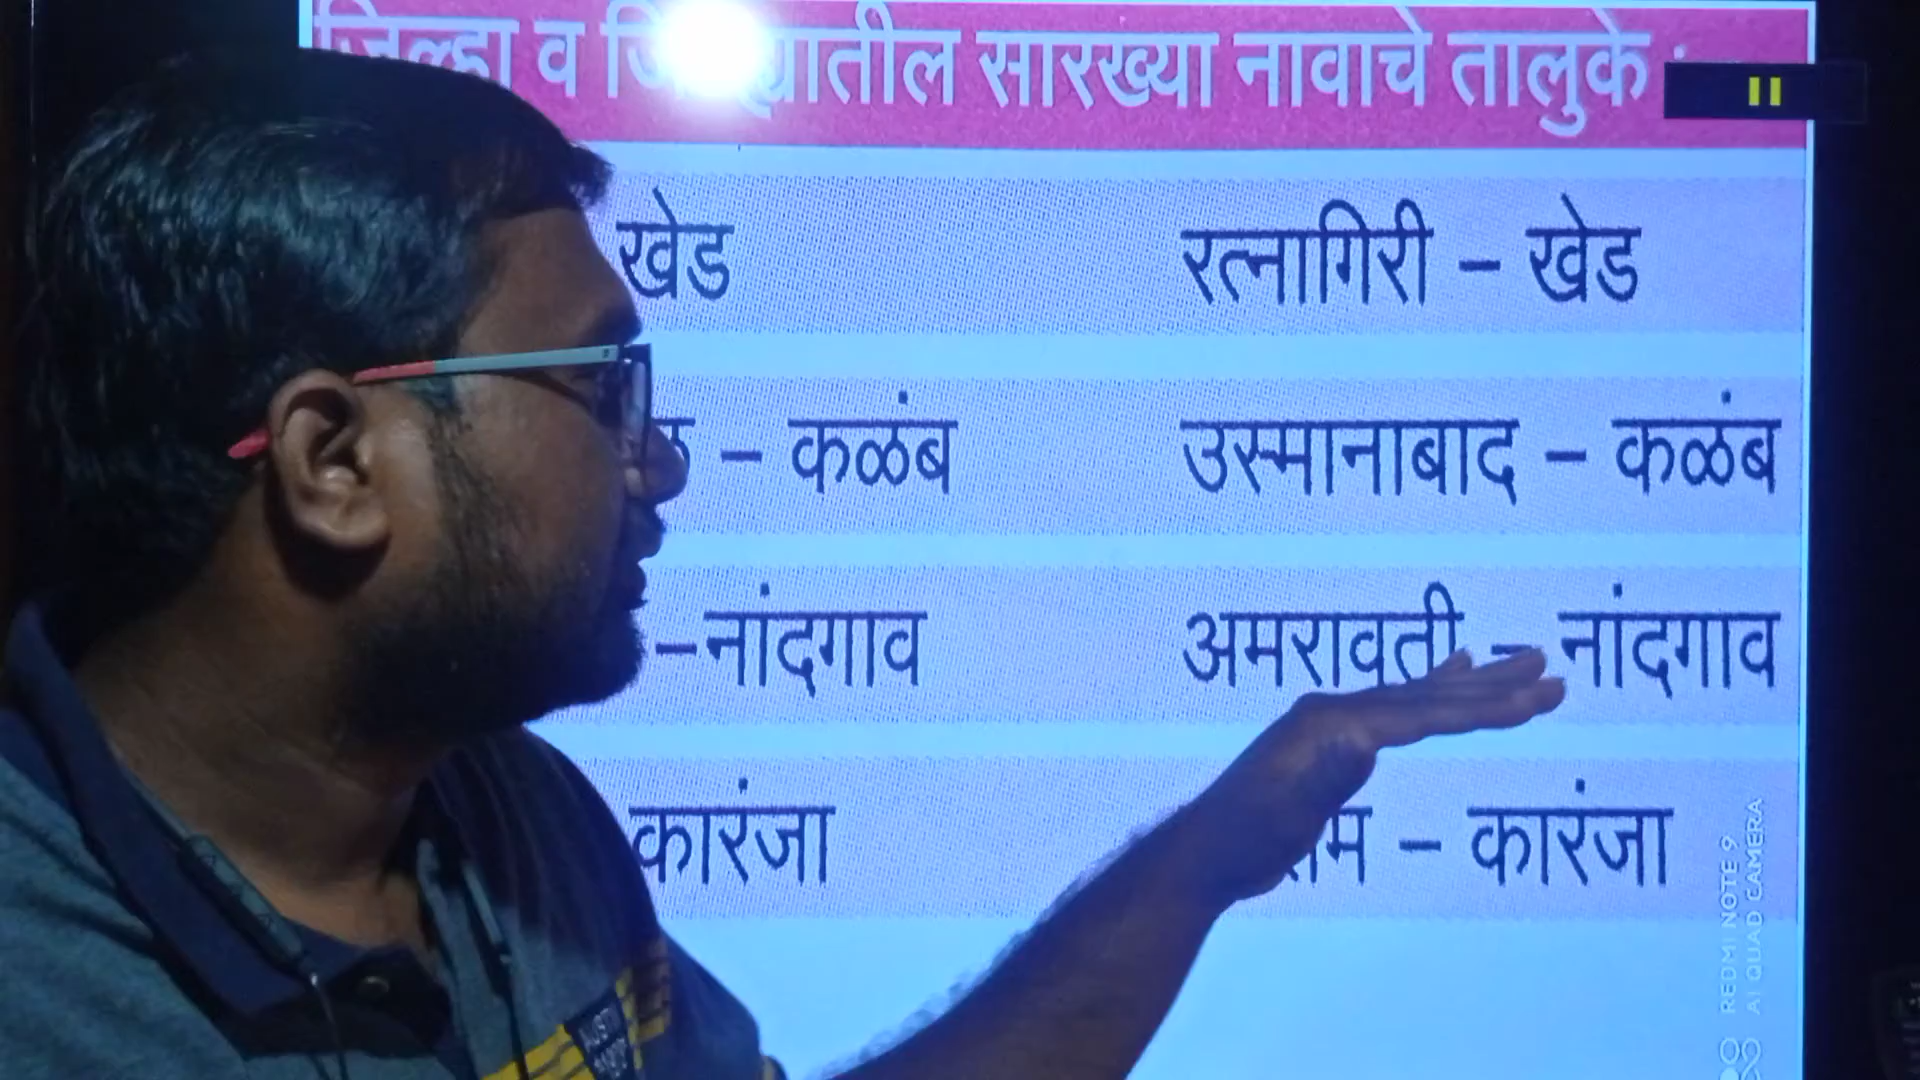 जिल्हा व सारख्या नावाचे तालुके :
खेड
रत्नागिरी – खेड
– कळंब
उस्मानाबाद – कळंब
–नांदगाव
अमरावती – नांदगाव
कारंजा
– कारंजा
REDMI NOTE 9
AI QUAD CAMERA